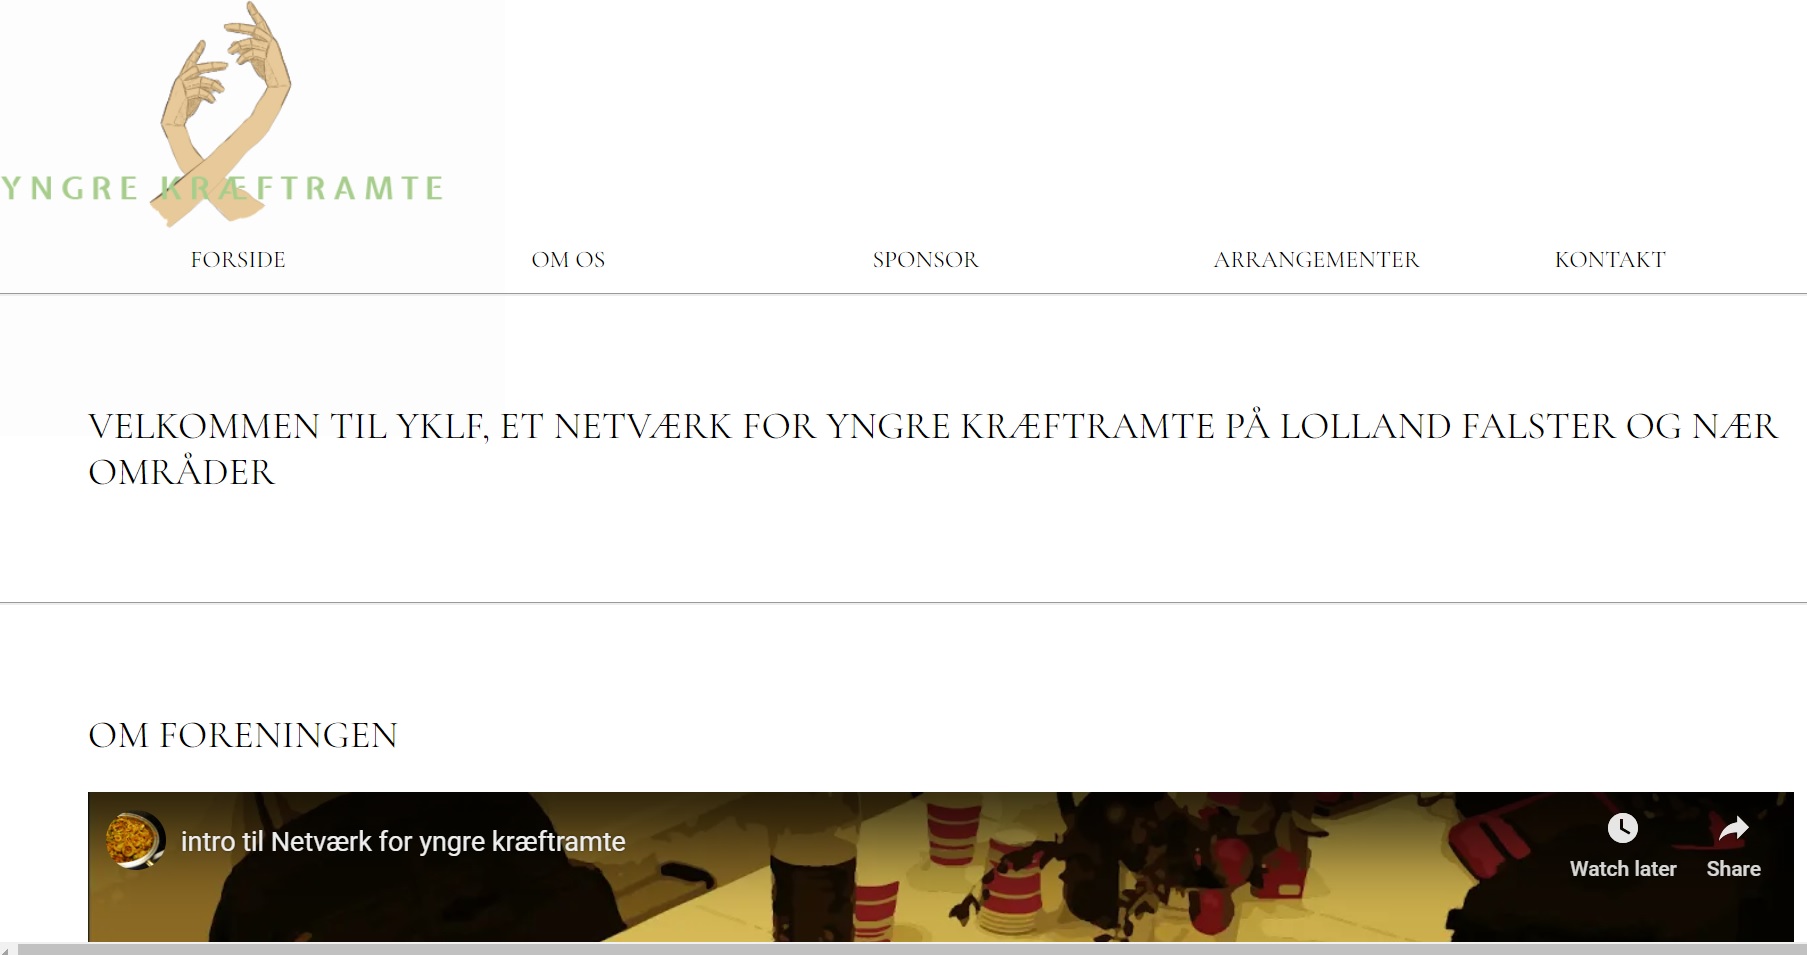 YNGRE KRÆFTRAMTE
FORSIDE
OM OS
SPONSOR
ARRANGEMENTER
KONTAKT
VELKOMMEN TIL YKLF, ET NETVÆRK FOR YNGRE KRÆFTRAMTE PÅ LOLLAND FALSTER OG NÆR
OMRÅDER
OM FORENINGEN
intro til Netværk for yngre kræftramte
Watch later
Share